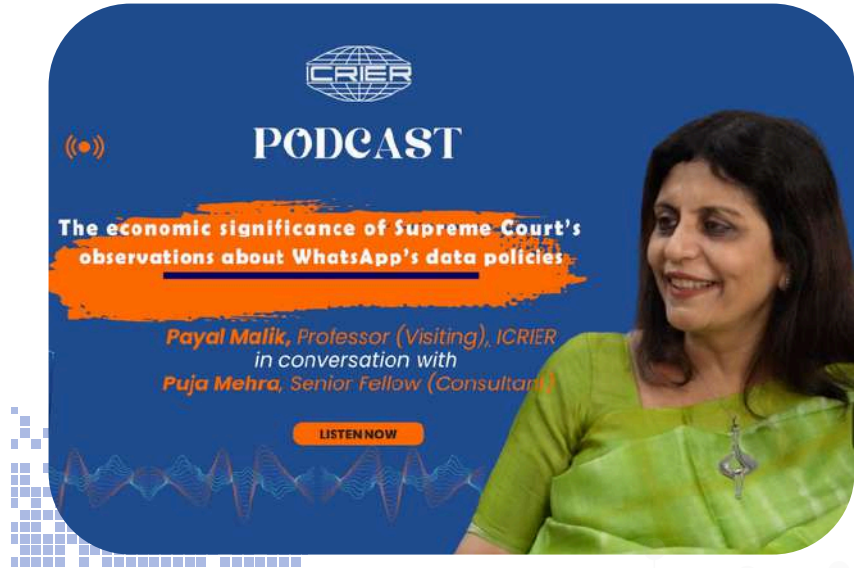 ICRIER
PODCAST
The economic significance of Supreme Court's
observations about WhatsApp's data policies
Payal Malik, Professor (Visiting), ICRIER
in conversation with
Puja Mehra, Senior Fellow (Consultant)
LISTEN NOW